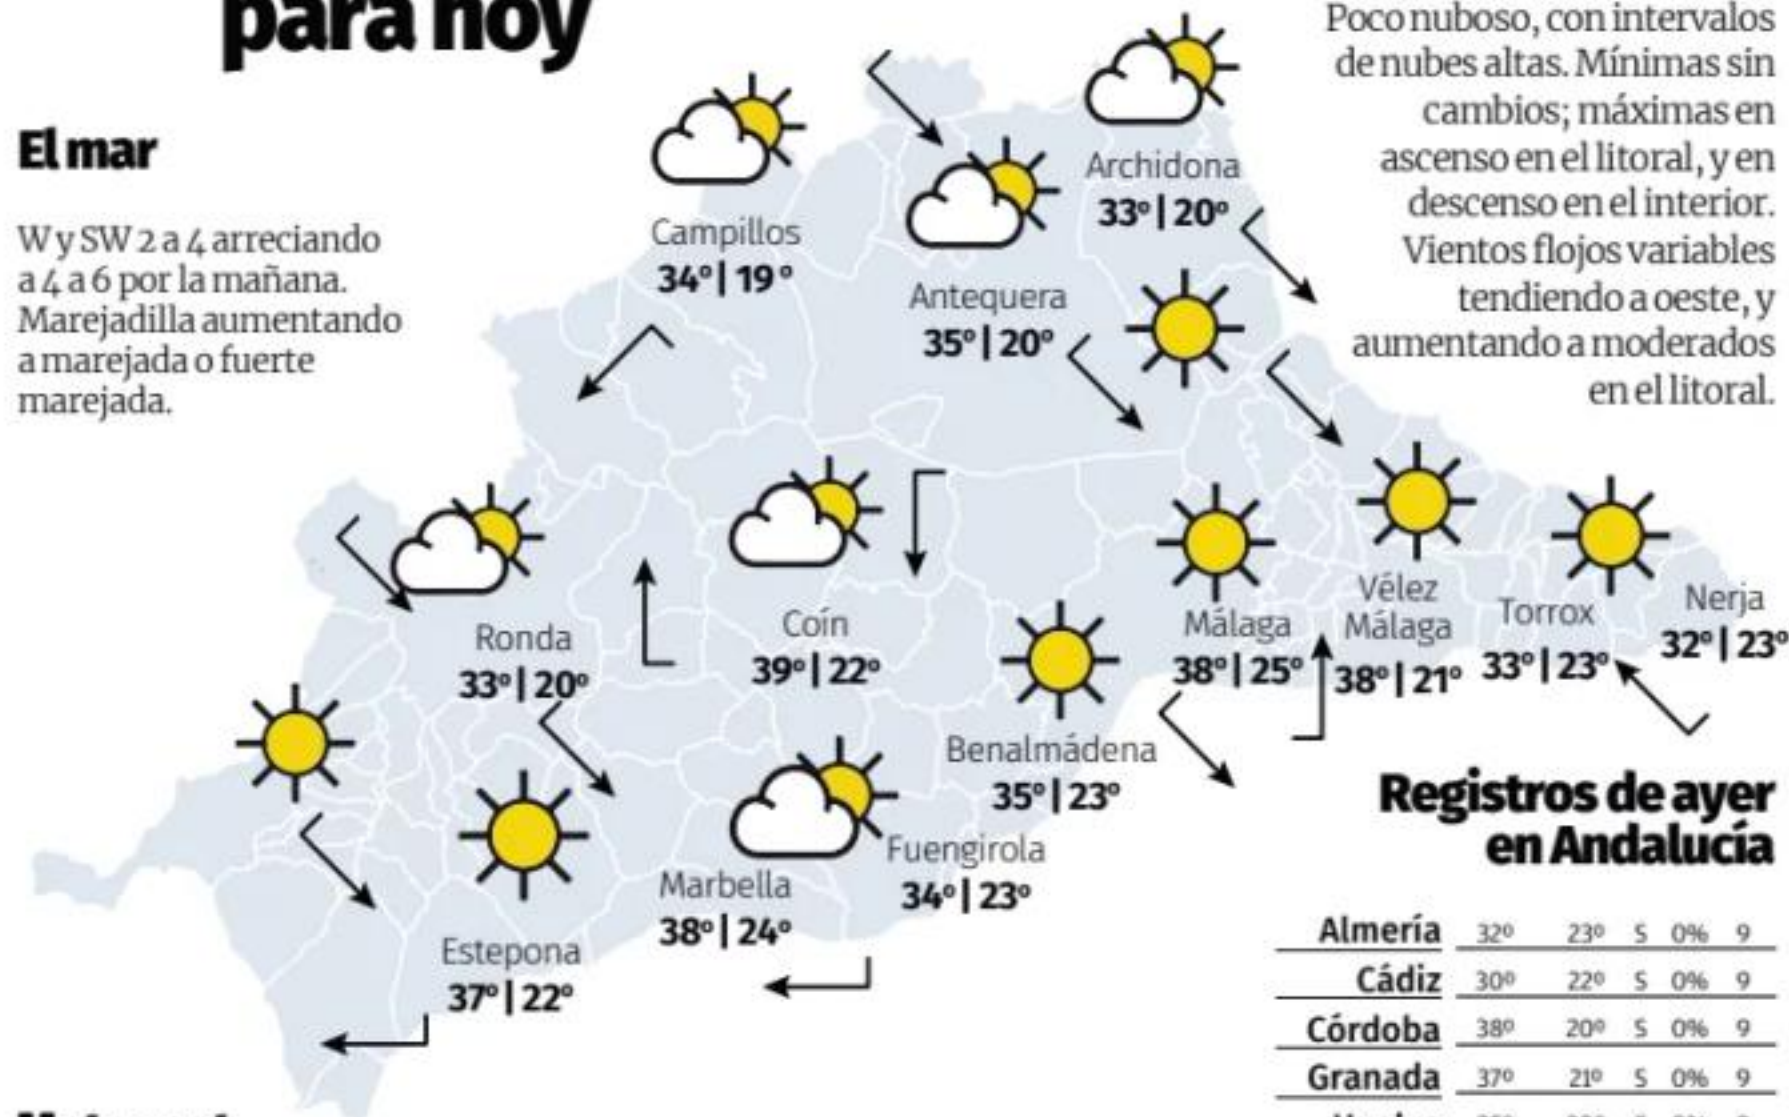 para hoy
El mar
W y SW 2 a 4 arreciando
a 4 a 6 por la mañana.
Marejadilla aumentando
a marejada o fuerte
marejada.
Poco nuboso, con intervalos
de nubes altas. Mínimas sin
cambios; máximas en
ascenso en el litoral, y en
descenso en el interior.
Vientos flojos variables
tendiendo a oeste, y
aumentando a moderados
en el litoral.
Archidona
33º | 20º
Campillos
34º | 19º
Antequera
35º | 20º
Ronda
33º | 20º
Coín
39º | 22º
Málaga
38º | 25º
Vélez
Málaga
38º | 21º
Torrox
33º | 23º
Nerja
32º | 23º
Benalmádena
35º | 23º
Fuengirola
34º | 23º
Marbella
38º | 24º
Estepona
37º | 22º
Registros de ayer
en Andalucía
Almería 32º 23º S 0% 9
Cádiz 30º 22º S 0% 9
Córdoba 38º 20º S 0% 9
Granada 37º 21º S 0% 9